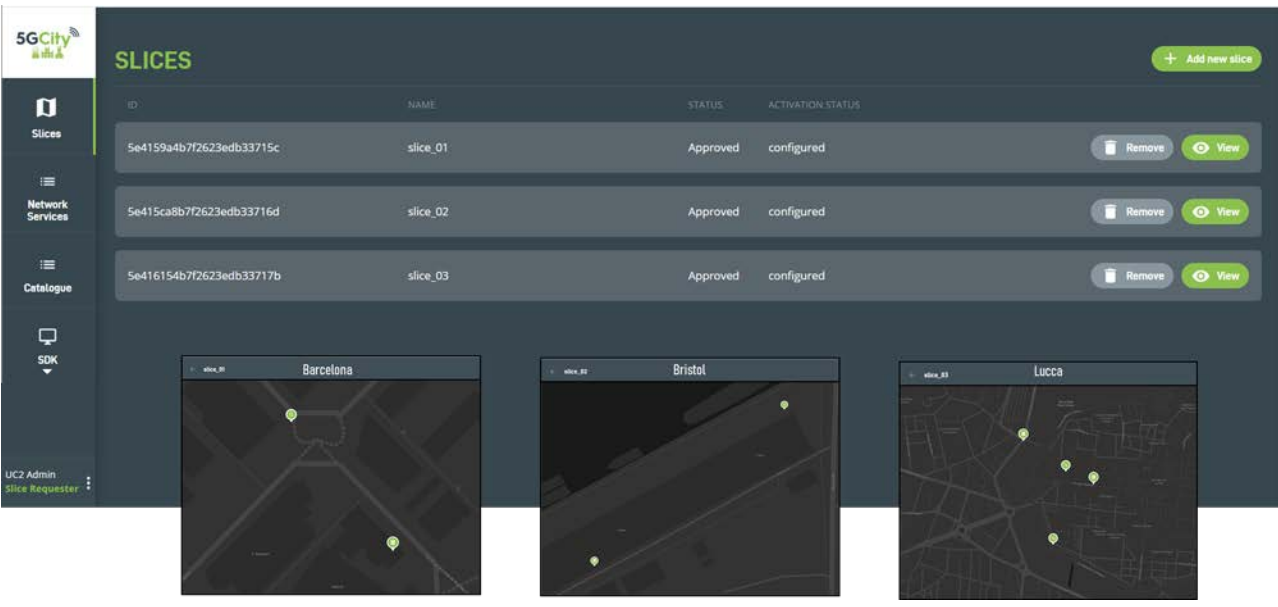 5GCity
SLICES
+ Add new slice
Slices
ID NAME STATUS ACTIVATION STATUS
5e4159a4b7f2623edb33715c slice_01 Approved configured Remove View
Network
Services
5e415ca8b7f2623edb33716d slice_02 Approved configured Remove View
Catalogue
5e416154b7f2623edb33717b slice_03 Approved configured Remove View
SDK
slice_01 Barcelona
slice_02 Bristol
slice_03 Lucca
UC2 Admin
Slice Requester